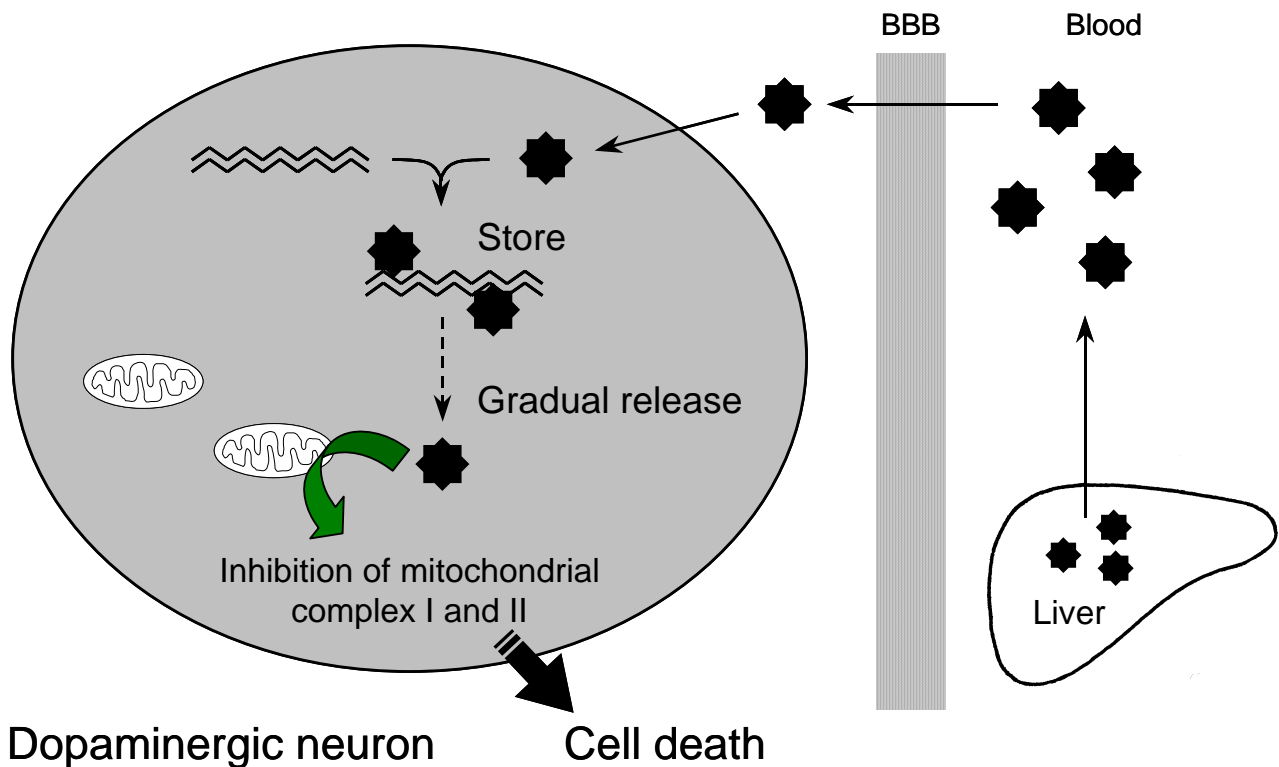 BBB
Blood
Store
Gradual release
Inhibition of mitochondrial
complex I and II
Liver
Dopaminergic neuron
Cell death